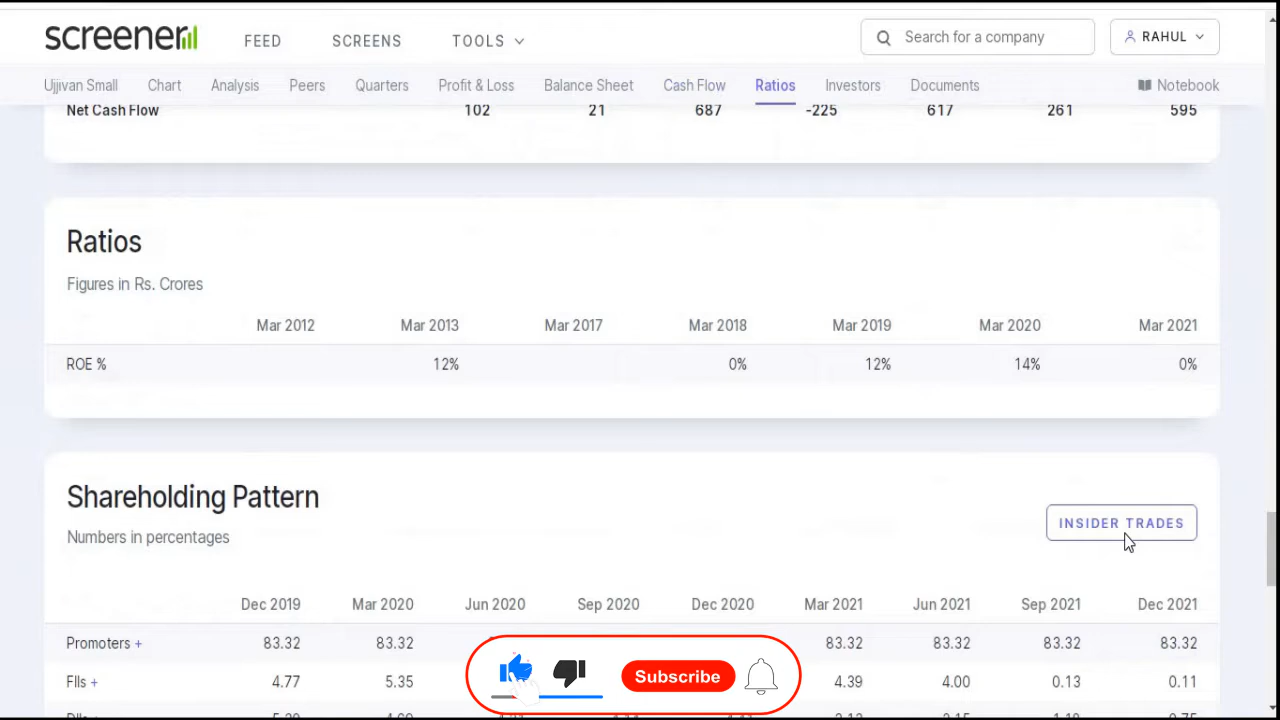 screener FEED SCREENS TOOLS Search for a company RAHUL
Ujjivan Small Chart Analysis Peers Quarters Profit & Loss Balance Sheet Cash Flow Ratios Investors Documents Notebook
Net Cash Flow 102 21 687 -225 617 261 595
Ratios
Figures in Rs. Crores
Mar 2012 Mar 2013 Mar 2017 Mar 2018 Mar 2019 Mar 2020 Mar 2021
ROE % 12% 0% 12% 14% 0%
Shareholding Pattern
INSIDER TRADES
Numbers in percentages
Dec 2019 Mar 2020 Jun 2020 Sep 2020 Dec 2020 Mar 2021 Jun 2021 Sep 2021 Dec 2021
Promoters + 83.32 83.32 83.32 83.32 83.32 83.32
FIIs + 4.77 5.35 4.39 4.00 0.13 0.11
Subscribe